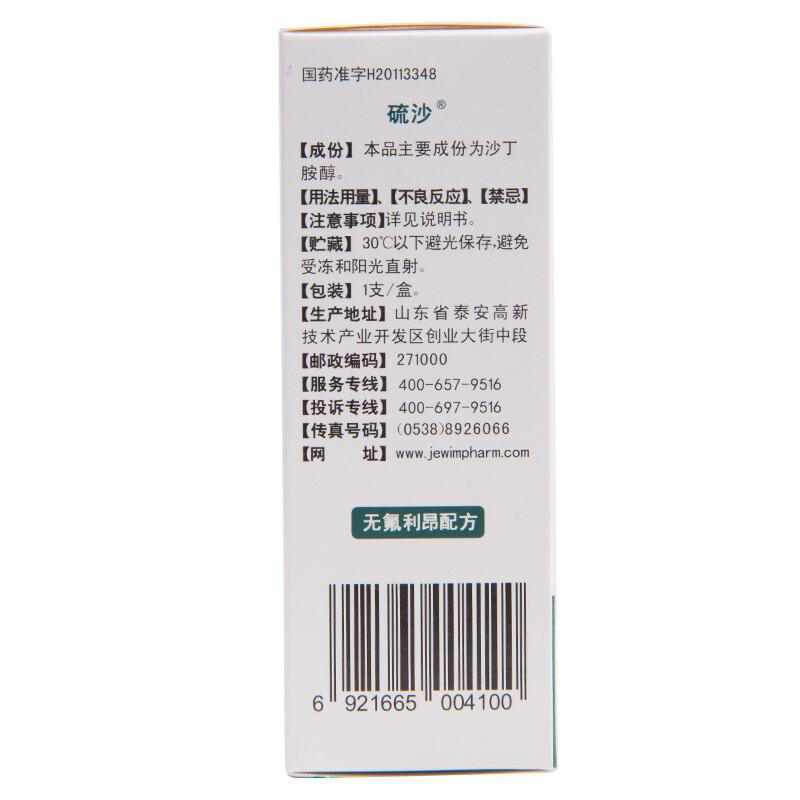 国药准字H20113348
硫沙®
【成份】本品主要成份为沙丁
胺醇。
【用法用量】、【不良反应】、【禁忌】
【注意事项】详见说明书。
【贮藏】30℃以下避光保存,避免
受冻和阳光直射。
【包装】1支/盒。
【生产地址】山东省泰安高新
技术产业开发区创业大街中段
【邮政编码】271000
【服务专线】400-657-9516
【投诉专线】400-697-9516
【传真号码】(0538)8926066
【网 址】www.jewimpharm.com
无氟利昂配方
6 921665 004100